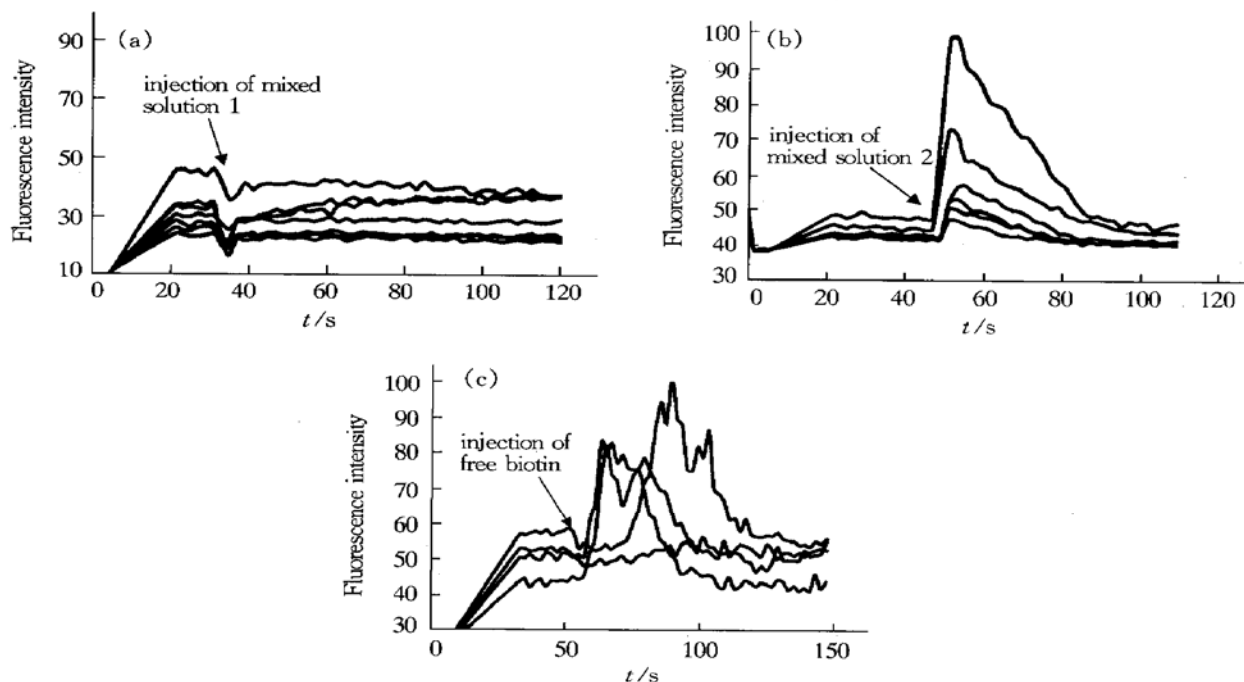 (a)
injection of mixed
solution 1
Fluorescence intensity
90
70
50
30
10
0 20 40 60 80 100 120
t/s
(b)
injection of
mixed solution 2
Fluorescence intensity
100
90
80
70
60
50
40
30
0 20 40 60 80 100 120
t/s
(c)
injection of
free biotin
Fluorescence intensity
100
90
80
70
60
50
40
30
0 50 100 150
t/s